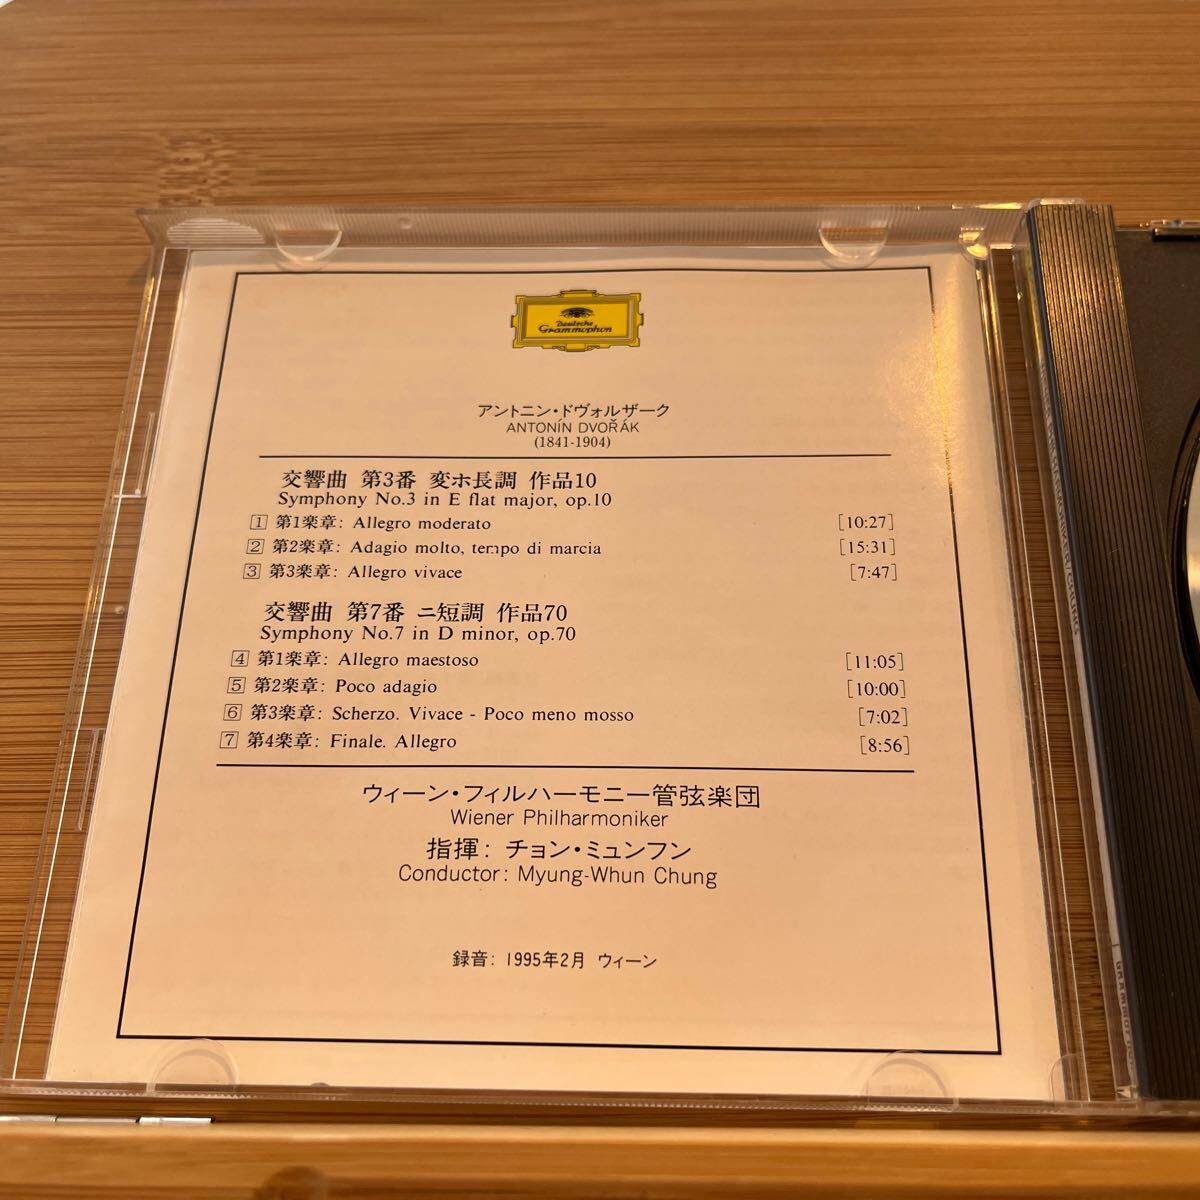 Deutsche
Grammophon
アントニン・ドヴォルザーク
ANTONÍN DVOŘÁK
(1841-1904)
交響曲 第3番 変ホ長調 作品10
Symphony No.3 in E flat major, op.10
1 第1楽章: Allegro moderato [10:27]
2 第2楽章: Adagio molto, tempo di marcia [15:31]
3 第3楽章: Allegro vivace [7:47]
交響曲 第7番 ニ短調 作品70
Symphony No.7 in D minor, op.70
4 第1楽章: Allegro maestoso [11:05]
5 第2楽章: Poco adagio [10:00]
6 第3楽章: Scherzo. Vivace - Poco meno mosso [7:02]
7 第4楽章: Finale. Allegro [8:56]
ウィーン・フィルハーモニー管弦楽団
Wiener Philharmoniker
指揮: チョン・ミュンフン
Conductor: Myung-Whun Chung
録音: 1995年2月 ウィーン